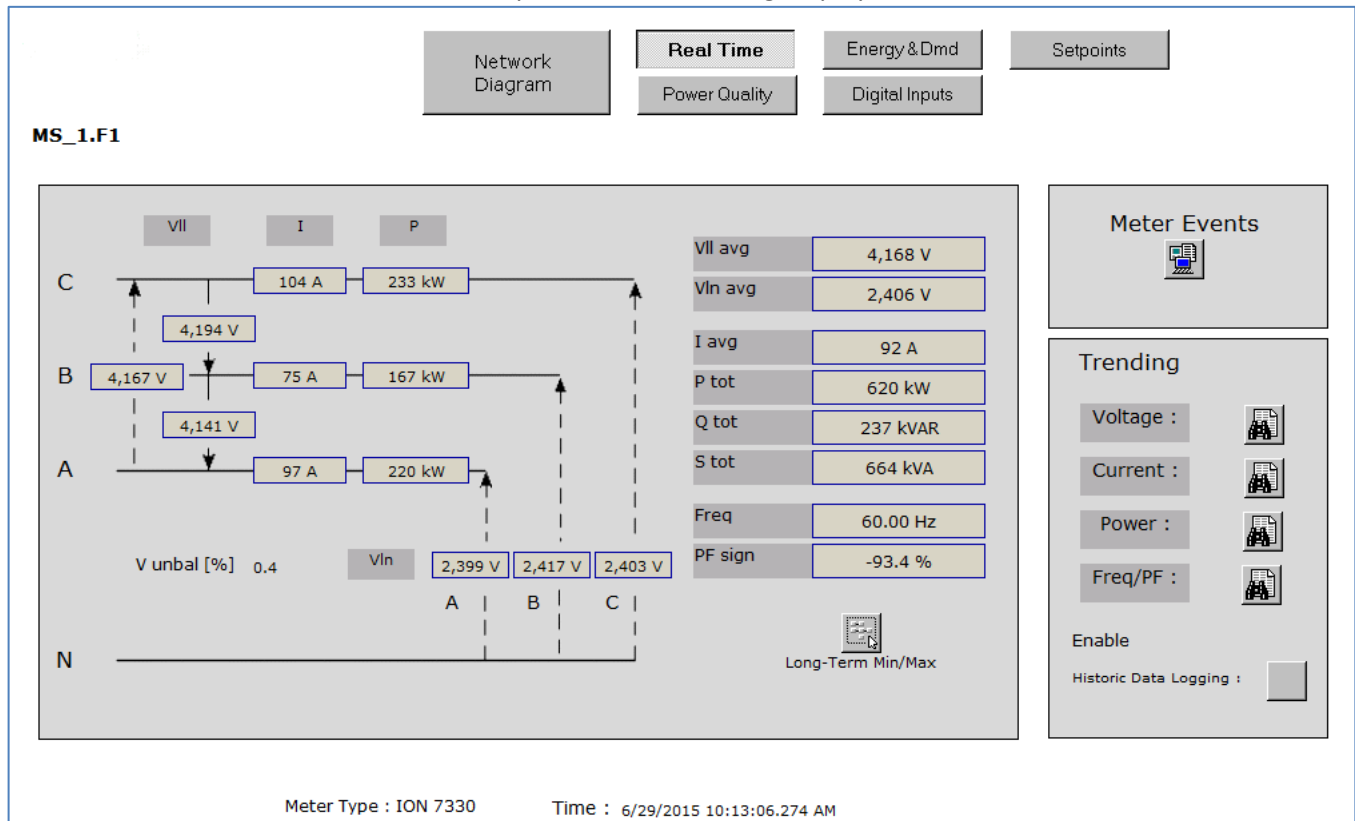 Network
Diagram
Real Time
Energy & Dmd
Setpoints
Power Quality
Digital Inputs
MS_1.F1
Vll
I
P
C
104 A
233 kW
4,194 V
B
4,167 V
75 A
167 kW
4,141 V
A
97 A
220 kW
V unbal [%] 0.4
Vln
2,399 V
2,417 V
2,403 V
A
B
C
N
Vll avg
4,168 V
Vln avg
2,406 V
I avg
92 A
P tot
620 kW
Q tot
237 kVAR
S tot
664 kVA
Freq
60.00 Hz
PF sign
-93.4 %
Long-Term Min/Max
Meter Events
Trending
Voltage :
Current :
Power :
Freq/PF :
Enable
Historic Data Logging :
Meter Type : ION 7330
Time : 6/29/2015 10:13:06.274 AM